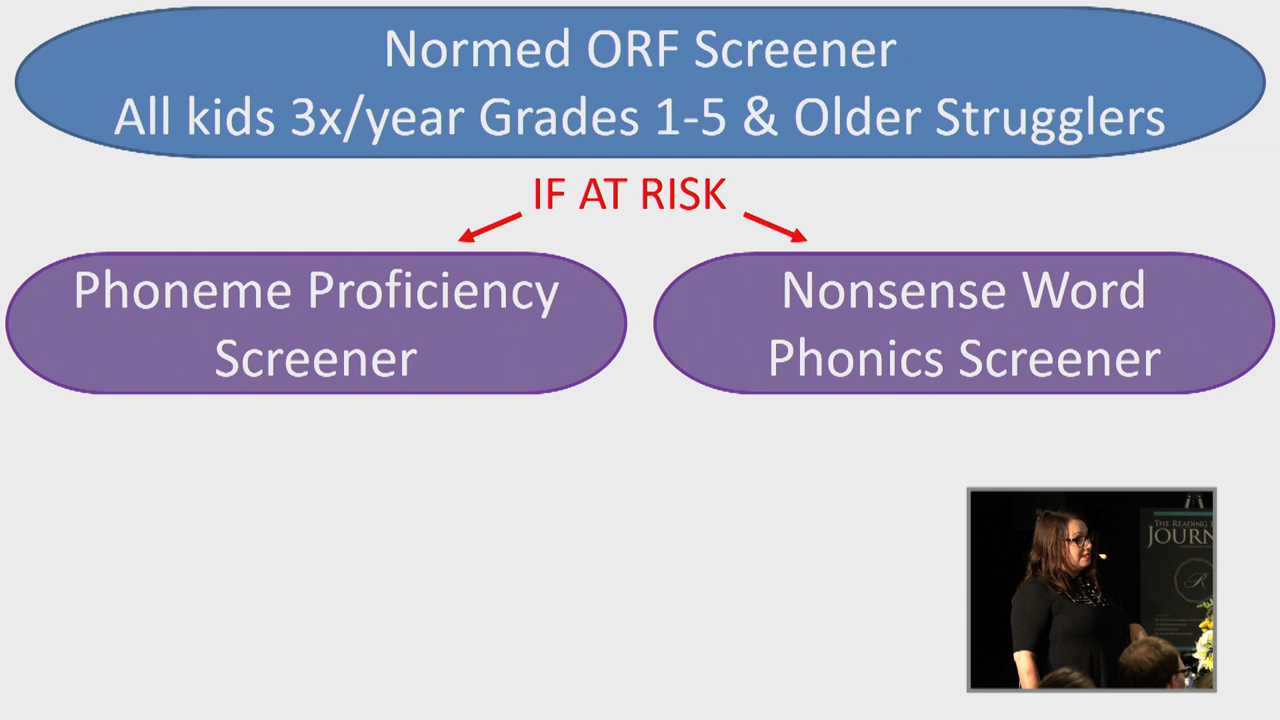 Normed ORF Screener
All kids 3x/year Grades 1-5 & Older Strugglers
IF AT RISK
Phoneme Proficiency
Screener
Nonsense Word
Phonics Screener
THE READING
JOURN
R